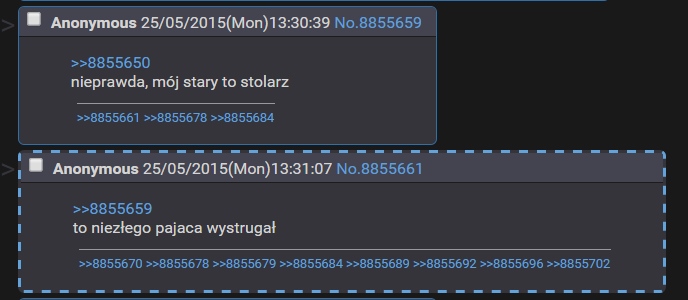 > Anonymous 25/05/2015(Mon)13:30:39 No.8855659
>>8855650
nieprawda, mój stary to stolarz
>>8855661 >>8855678 >>8855684
> Anonymous 25/05/2015(Mon)13:31:07 No.8855661
>>8855659
to niezłego pajaca wystrugał
>>8855670 >>8855678 >>8855679 >>8855684 >>8855689 >>8855692 >>8855696 >>8855702